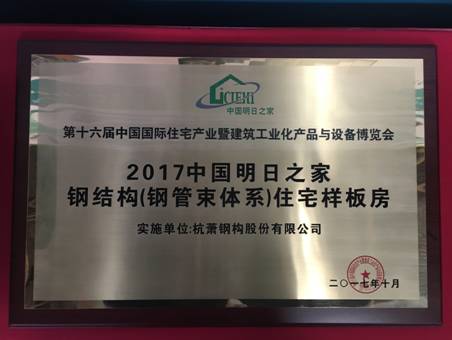 CIEHI
中国明日之家
第十六届中国国际住宅产业暨建筑工业化产品与设备博览会
2017中国明日之家
钢结构(钢管束体系)住宅样板房
实施单位:杭萧钢构股份有限公司
二〇一七年十月